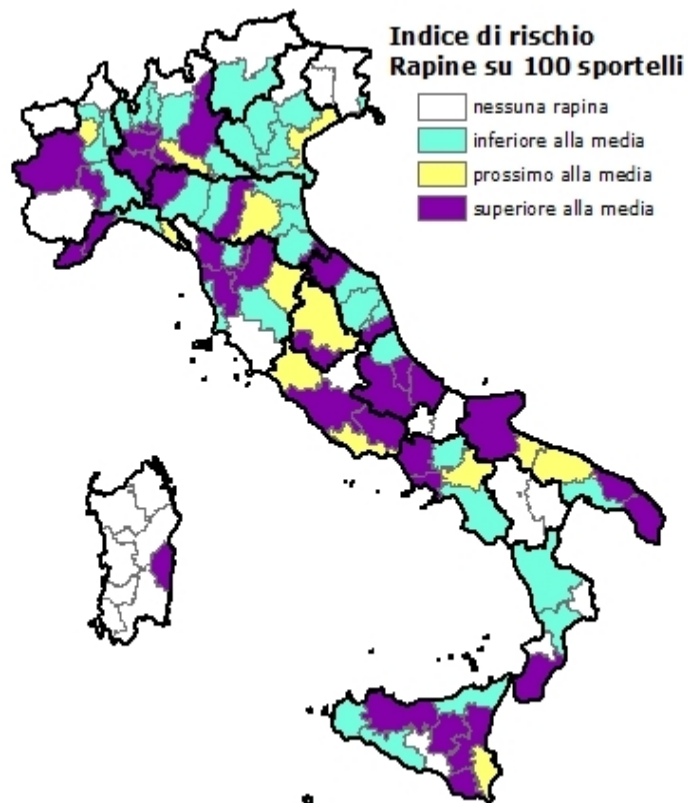 Indice di rischio
Rapine su 100 sportelli
nessuna rapina
inferiore alla media
prossimo alla media
superiore alla media